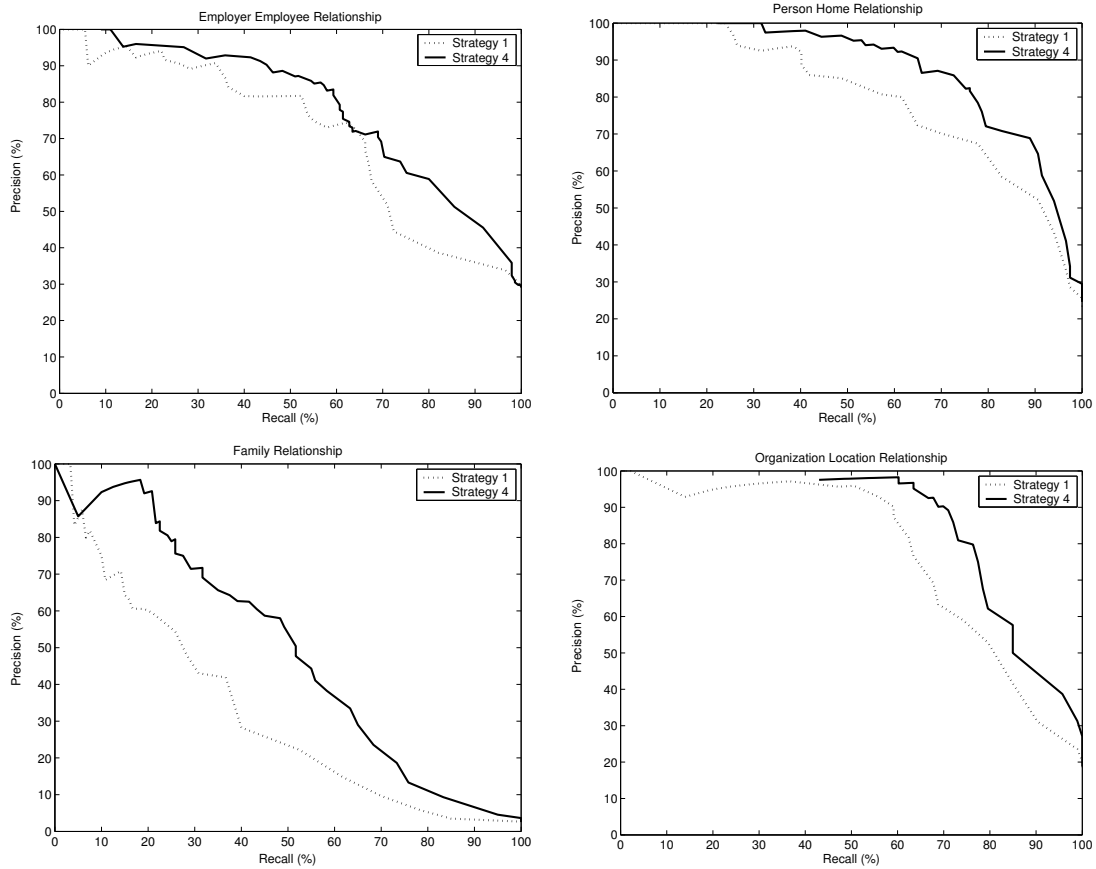 Employer Employee Relationship
100
90
80
70
60
50
40
30
20
10
0
Precision (%)
Strategy 1
Strategy 4
0 10 20 30 40 50 60 70 80 90 100
Recall (%)
Person Home Relationship
100
90
80
70
60
50
40
30
20
10
0
Precision (%)
Strategy 1
Strategy 4
0 10 20 30 40 50 60 70 80 90 100
Recall (%)
Family Relationship
100
90
80
70
60
50
40
30
20
10
0
Precision (%)
Strategy 1
Strategy 4
0 10 20 30 40 50 60 70 80 90 100
Recall (%)
Organization Location Relationship
100
90
80
70
60
50
40
30
20
10
0
Precision (%)
Strategy 1
Strategy 4
0 10 20 30 40 50 60 70 80 90 100
Recall (%)